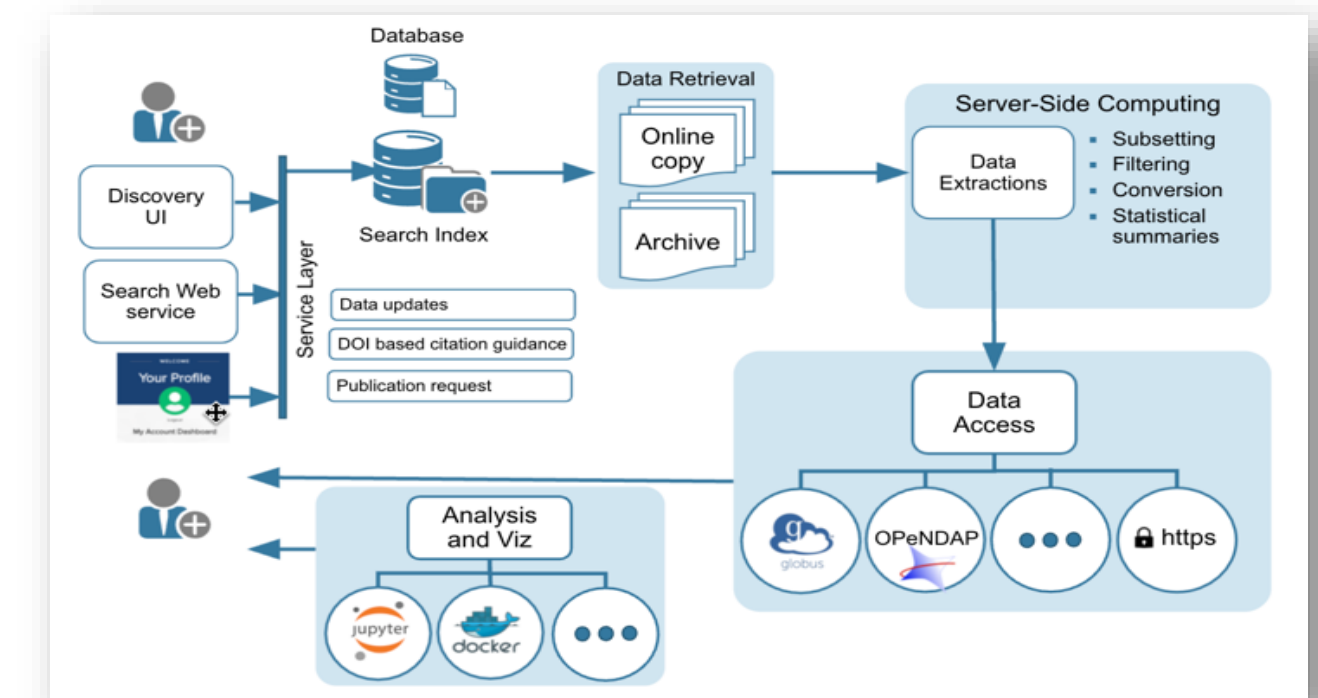 Database
Data Retrieval
Server-Side Computing
Online
copy
Data
Extractions
Subsetting
Filtering
Conversion
Statistical
summaries
Discovery
UI
Search Index
Archive
Search Web
service
Service Layer
Data updates
DOI based citation guidance
Publication request
WELCOME
Your Profile
My Account Dashboard
Data
Access
Analysis
and Viz
g
globus
OPeNDAP
https
jupyter
docker